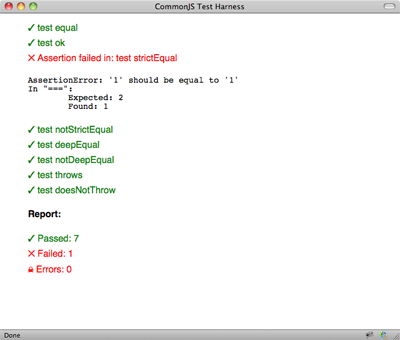 CommonJS Test Harness
✓ test equal
✓ test ok
✕ Assertion failed in: test strictEqual
AssertionError: '1' should be equal to '1'
In "===":
Expected: 2
Found: 1
✓ test notStrictEqual
✓ test deepEqual
✓ test notDeepEqual
✓ test throws
✓ test doesNotThrow
Report:
✓ Passed: 7
✕ Failed: 1
☠ Errors: 0
Done